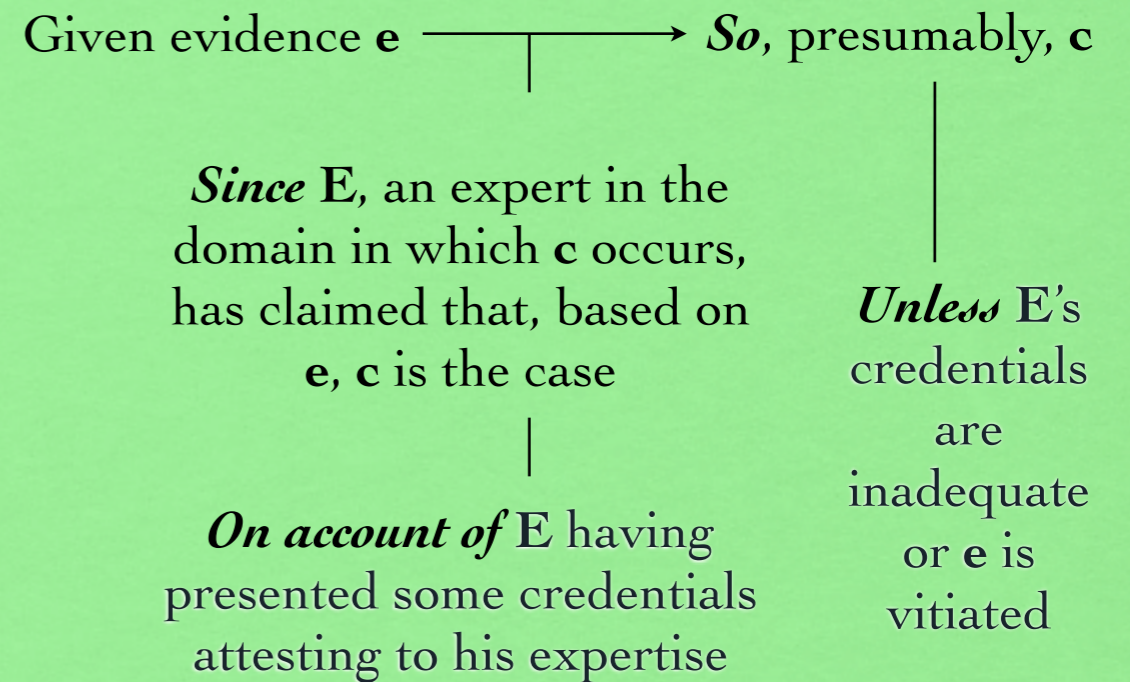 Given evidence e
So, presumably, c
Since E, an expert in the
domain in which c occurs,
has claimed that, based on
e, c is the case
On account of E having
presented some credentials
attesting to his expertise
Unless E’s
credentials
are
inadequate
or e is
vitiated